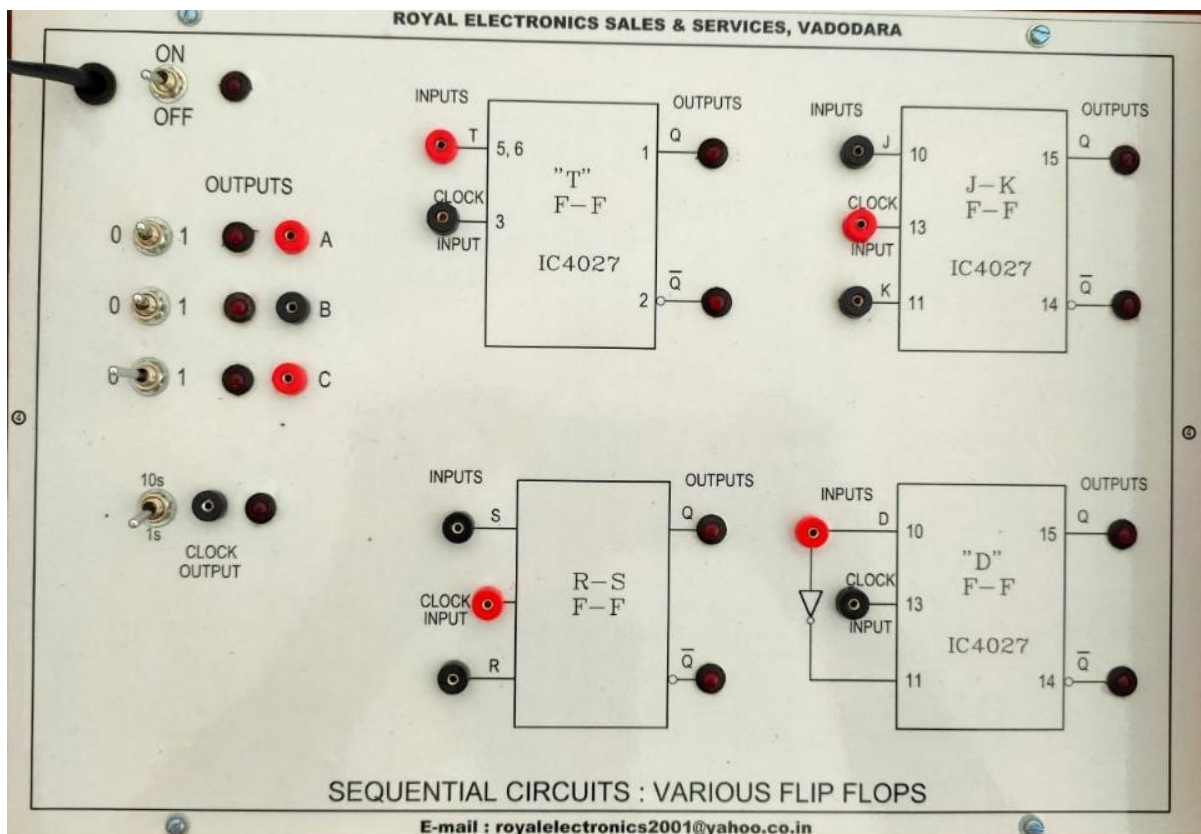 ROYAL ELECTRONICS SALES & SERVICES, VADODARA
ON
OFF
OUTPUTS
0 1 A
0 1 B
0 1 C
10s
1s
CLOCK
OUTPUT
INPUTS
OUTPUTS
T
5, 6
1
Q
CLOCK
INPUT
3
"T"
F-F
IC4027
2
Q̅
INPUTS
OUTPUTS
J
10
15
Q
CLOCK
INPUT
13
J-K
F-F
IC4027
K
11
14
Q̅
INPUTS
OUTPUTS
S
Q
CLOCK
INPUT
R-S
F-F
R
Q̅
INPUTS
OUTPUTS
D
10
15
Q
CLOCK
INPUT
13
"D"
F-F
IC4027
11
14
Q̅
4
4
SEQUENTIAL CIRCUITS : VARIOUS FLIP FLOPS
E-mail : royalelectronics2001@yahoo.co.in